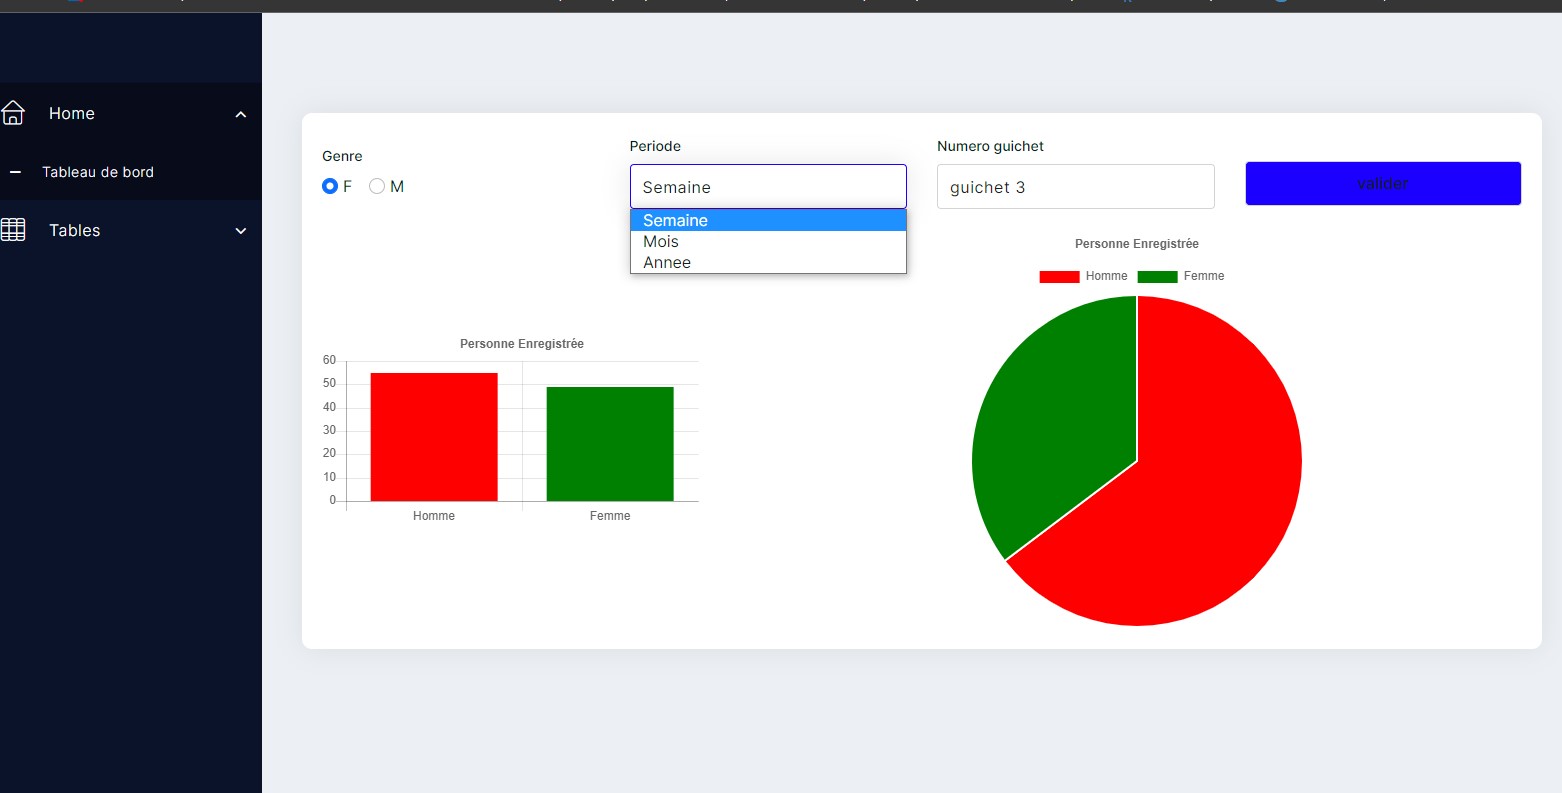 Home
Tableau de bord
Tables
Genre
F M
Periode
Semaine
Semaine
Mois
Annee
Numero guichet
guichet 3
valider
Personne Enregistrée
60
50
40
30
20
10
0
Homme Femme
Personne Enregistrée
Homme Femme